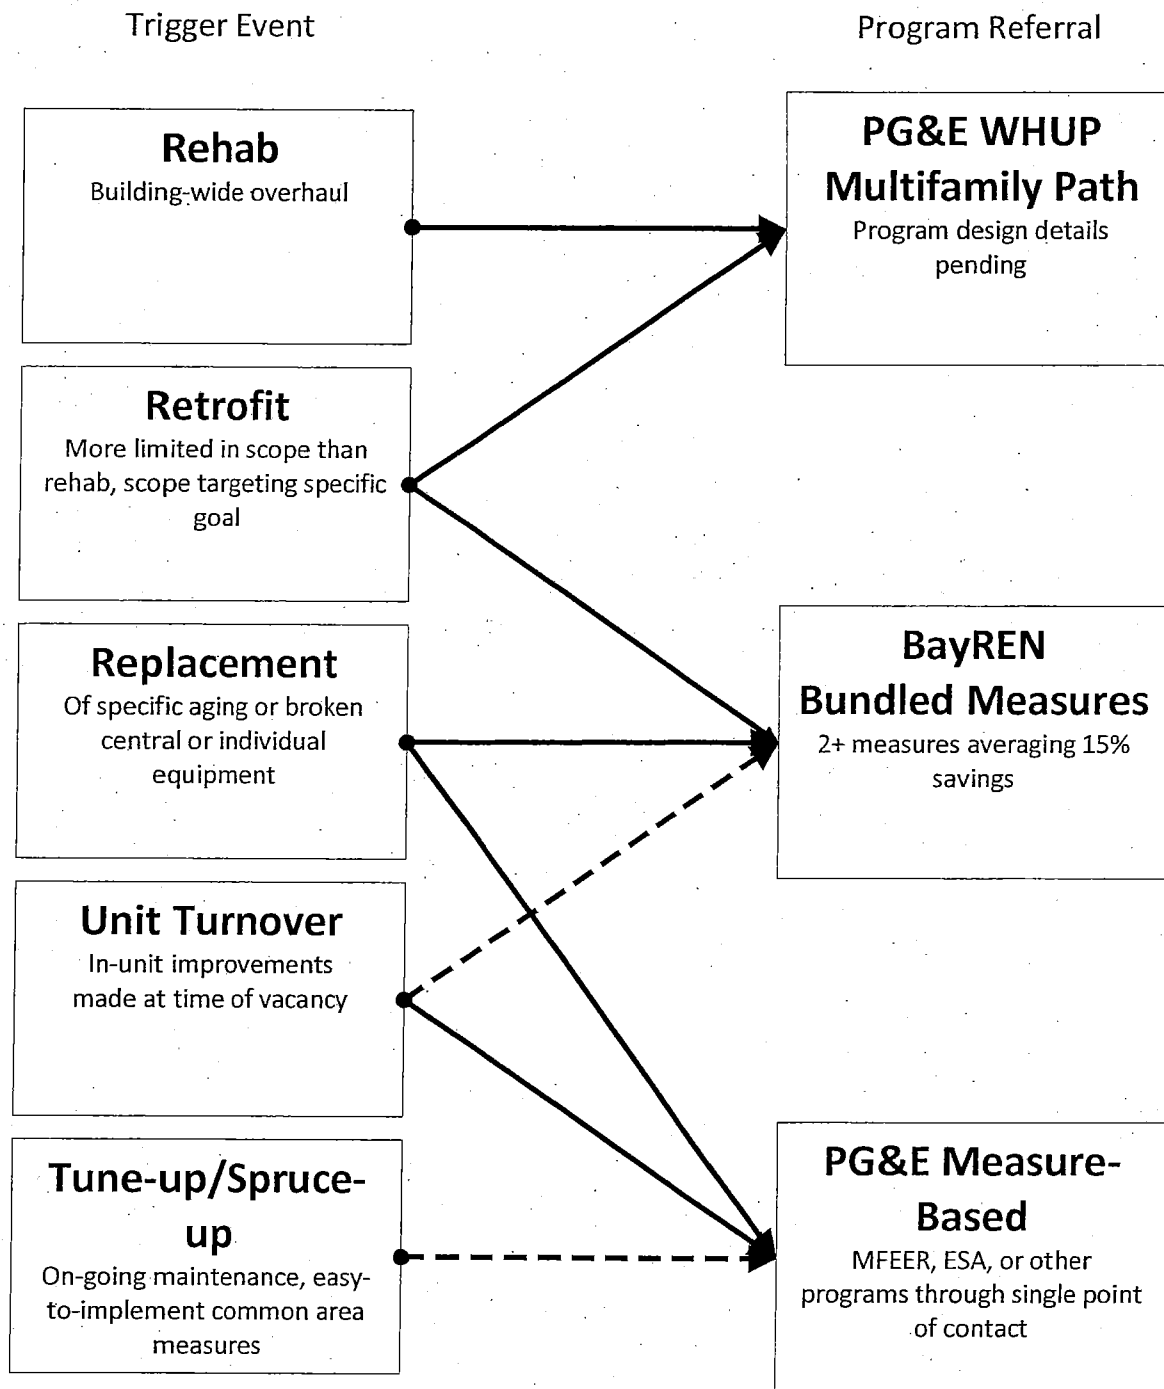 Trigger Event
Program Referral
Rehab
Building-wide overhaul
PG&E WHUP
Multifamily Path
Program design details
pending
Retrofit
More limited in scope than
rehab, scope targeting specific
goal
Replacement
Of specific aging or broken
central or individual
equipment
BayREN
Bundled Measures
2+ measures averaging 15%
savings
Unit Turnover
In-unit improvements
made at time of vacancy
Tune-up/Spruce-
up
On-going maintenance, easy-
to-implement common area
measures
PG&E Measure-
Based
MFEER, ESA, or other
programs through single point
of contact